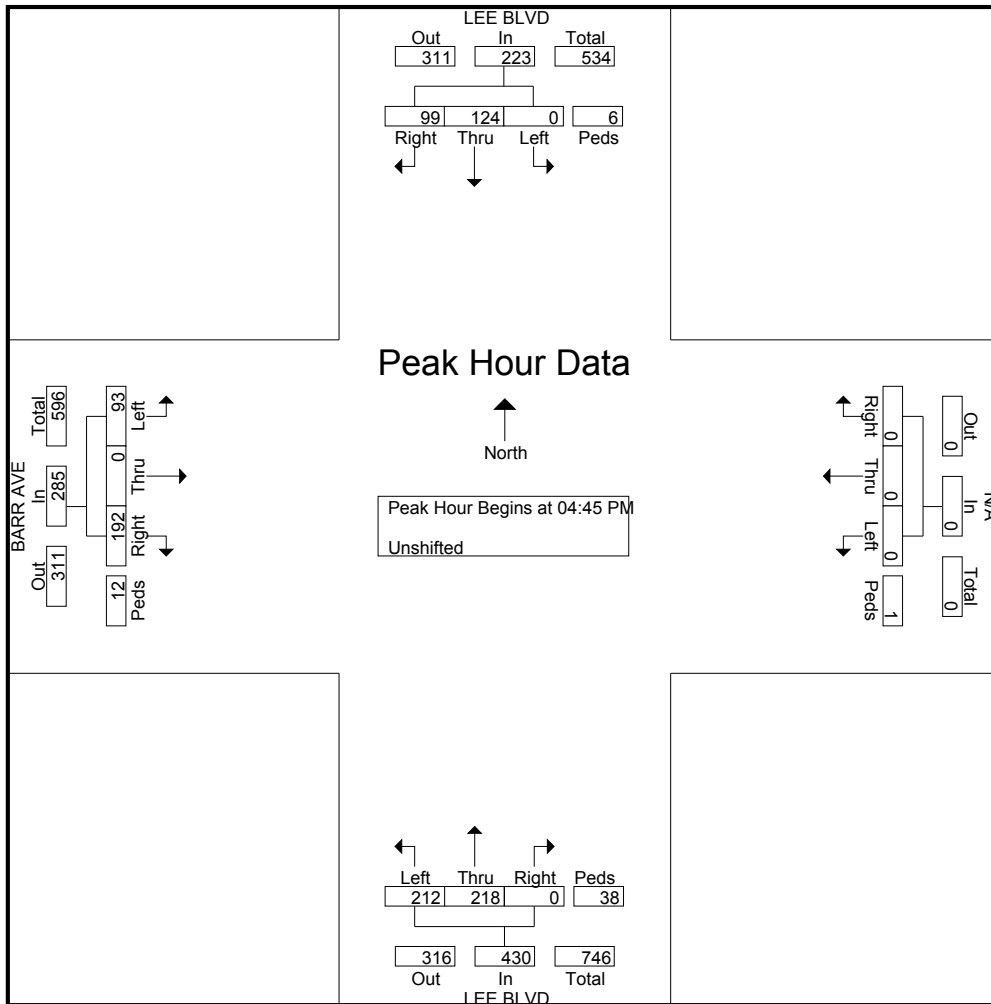 LEE BLVD
Out In Total
311 223 534
99 124 0 6
Right Thru Left Peds
Peak Hour Data
North
Peak Hour Begins at 04:45 PM
Unshifted
BARR AVE
Total In Out
596 285 311
93 0 192 12
Left Thru Right Peds
N/A
Out In Total
0 0 0
Right Thru Left Peds
0 0 0 1
Left Thru Right Peds
212 218 0 38
316 430 746
Out In Total
LEE BLVD